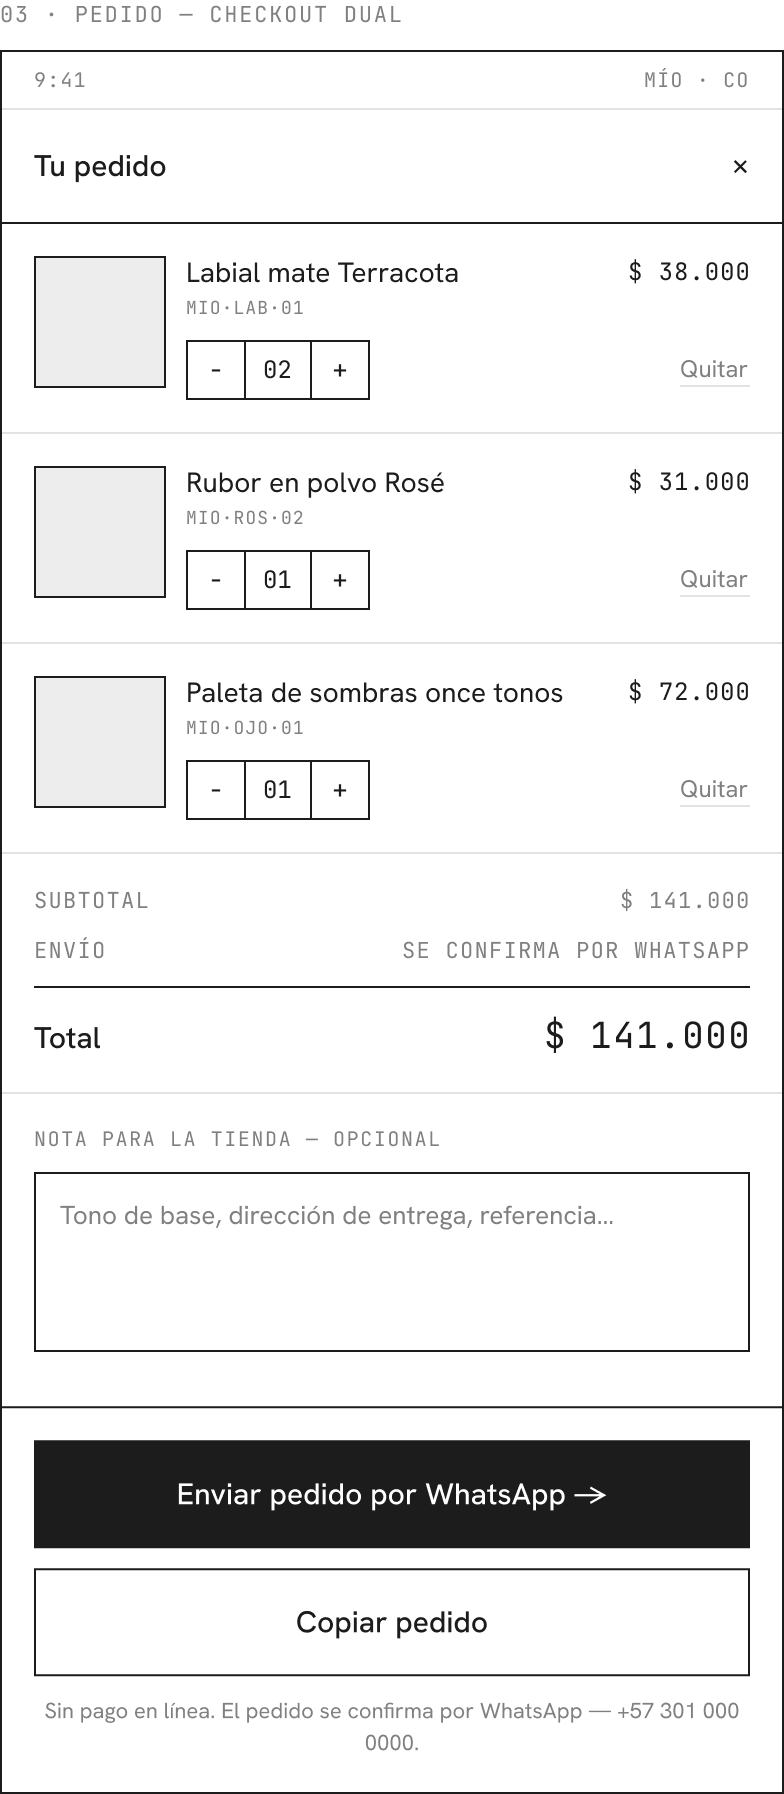 03 · PEDIDO — CHECKOUT DUAL
9:41 MÍO · CO
Tu pedido ×
Labial mate Terracota $ 38.000
MIO·LAB·01
- 02 + Quitar
Rubor en polvo Rosé $ 31.000
MIO·ROS·02
- 01 + Quitar
Paleta de sombras once tonos $ 72.000
MIO·OJO·01
- 01 + Quitar
SUBTOTAL $ 141.000
ENVÍO SE CONFIRMA POR WHATSAPP
Total $ 141.000
NOTA PARA LA TIENDA — OPCIONAL
Tono de base, dirección de entrega, referencia...
Enviar pedido por WhatsApp →
Copiar pedido
Sin pago en línea. El pedido se confirma por WhatsApp — +57 301 000
0000.